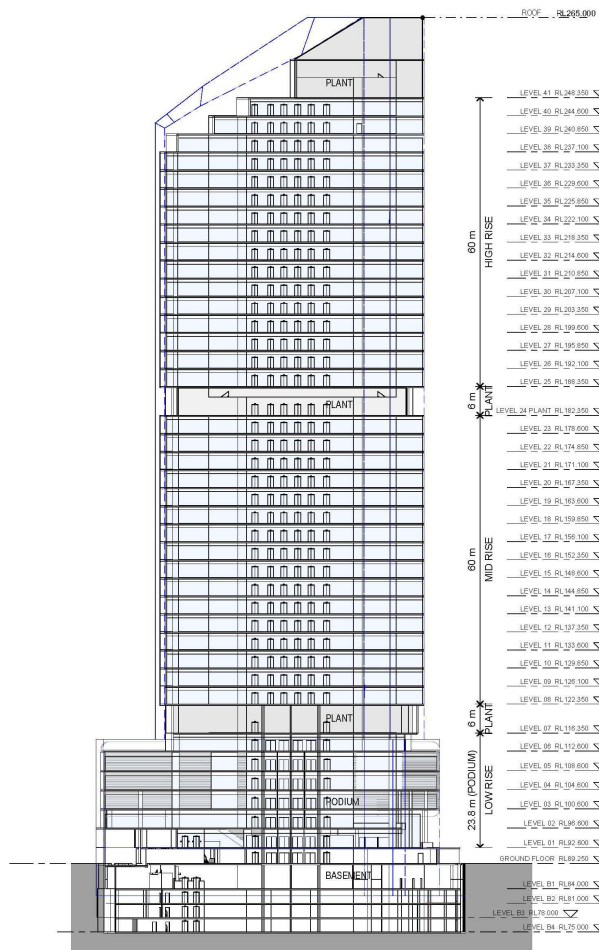 ROOF RL265.000
PLANT
LEVEL 41 RL248.350
LEVEL 40 RL244.600
LEVEL 39 RL240.850
LEVEL 38 RL237.100
LEVEL 37 RL233.350
LEVEL 36 RL229.600
LEVEL 35 RL225.850
LEVEL 34 RL222.100
60 m
HIGH RISE
LEVEL 33 RL218.350
LEVEL 32 RL214.600
LEVEL 31 RL210.850
LEVEL 30 RL207.100
LEVEL 29 RL203.350
LEVEL 28 RL199.600
LEVEL 27 RL195.850
LEVEL 26 RL192.100
LEVEL 25 RL188.350
PLANT
6 m
PLANT
LEVEL 24 PLANT RL182.350
LEVEL 23 RL178.600
LEVEL 22 RL174.850
LEVEL 21 RL171.100
LEVEL 20 RL167.350
LEVEL 19 RL163.600
LEVEL 18 RL159.850
LEVEL 17 RL156.100
60 m
MID RISE
LEVEL 16 RL152.350
LEVEL 15 RL148.600
LEVEL 14 RL144.850
LEVEL 13 RL141.100
LEVEL 12 RL137.350
LEVEL 11 RL133.600
LEVEL 10 RL129.850
LEVEL 09 RL126.100
LEVEL 08 RL122.350
PLANT
6 m
PLANT
LEVEL 07 RL116.350
LEVEL 06 RL112.600
LEVEL 05 RL108.600
LEVEL 04 RL104.600
23.8 m (PODIUM)
LOW RISE
PODIUM
LEVEL 03 RL100.600
LEVEL 02 RL96.600
LEVEL 01 RL92.600
GROUND FLOOR RL89.250
BASEMENT
LEVEL B1 RL84.000
LEVEL B2 RL81.000
LEVEL B3 RL78.000
LEVEL B4 RL75.000